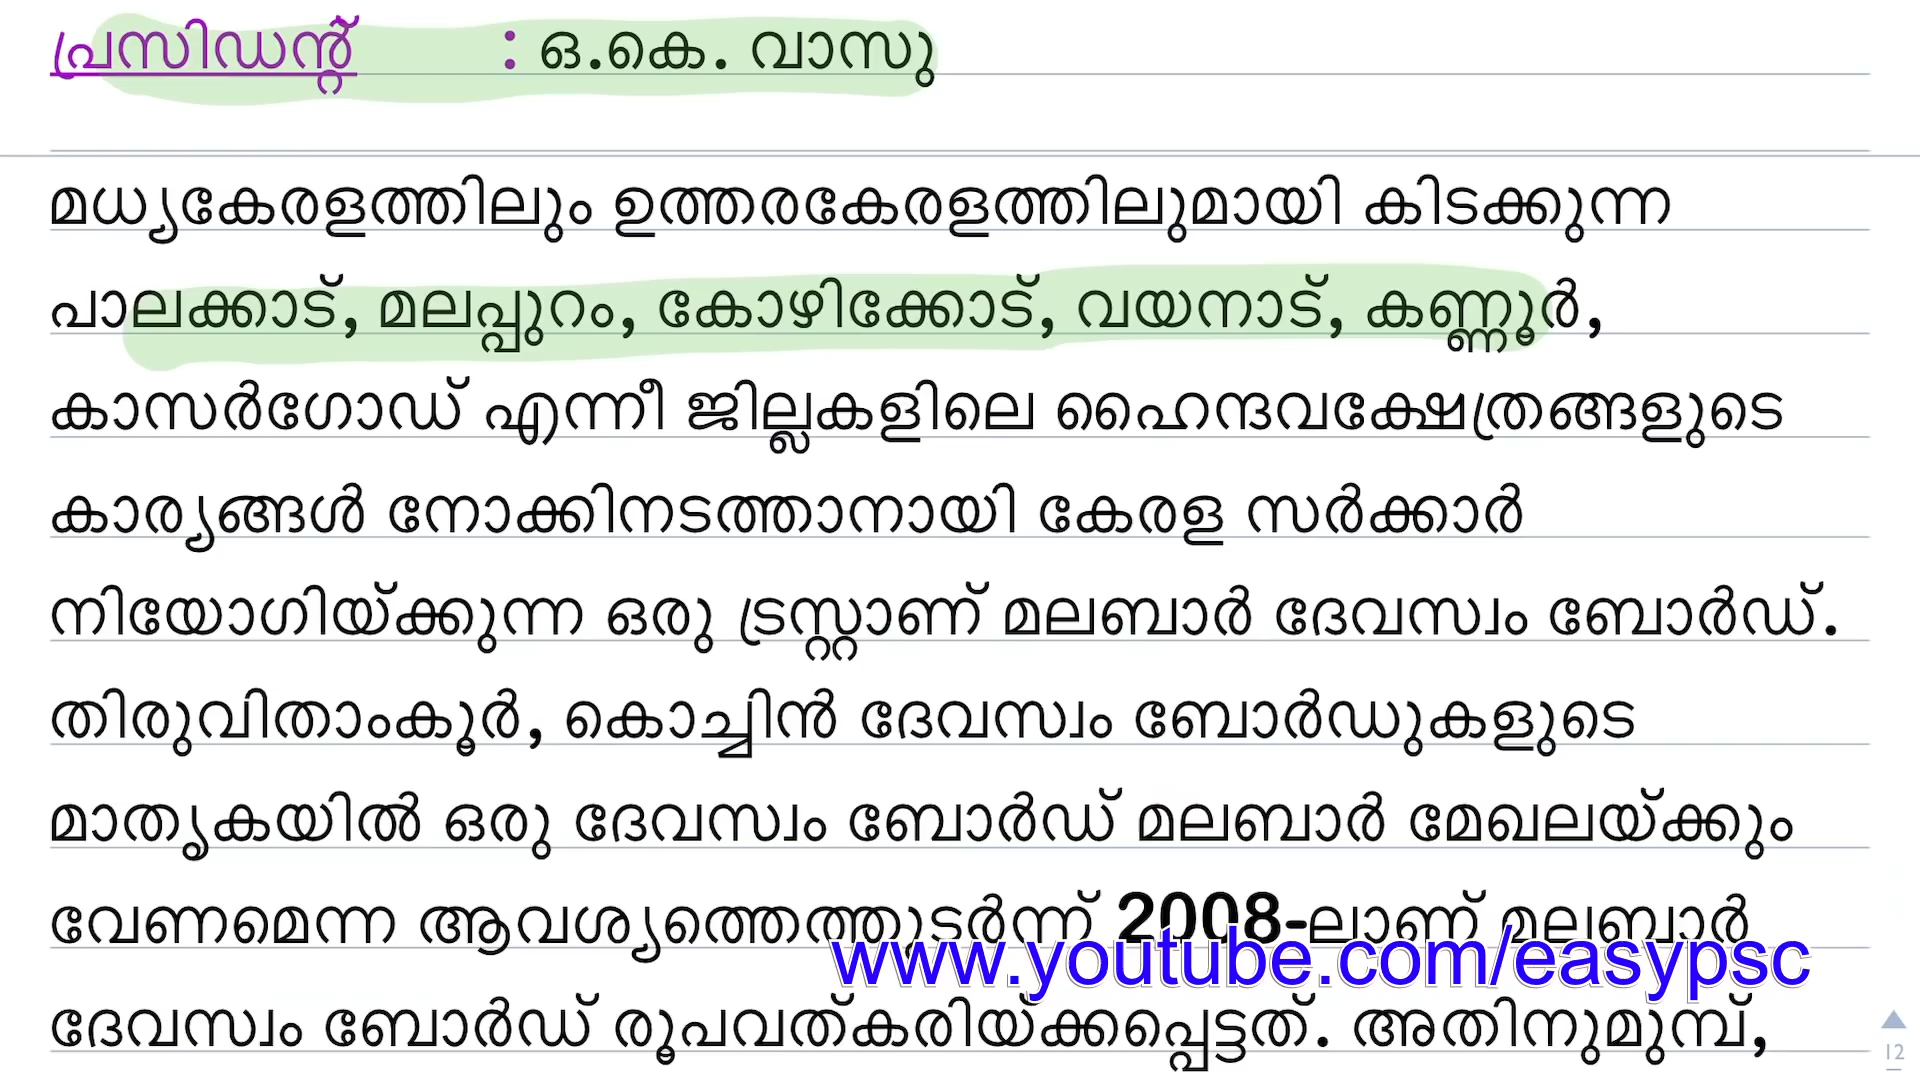 പ്രസിഡന്റ് : ഒ.കെ. വാസു
മധ്യകേരളത്തിലും ഉത്തരകേരളത്തിലുമായി കിടക്കുന്ന
പാലക്കാട്, മലപ്പുറം, കോഴിക്കോട്, വയനാട്, കണ്ണൂർ,
കാസർഗോഡ് എന്നീ ജില്ലകളിലെ ഹൈന്ദവക്ഷേത്രങ്ങളുടെ
കാര്യങ്ങൾ നോക്കിനടത്താനായി കേരള സർക്കാർ
നിയോഗിയ്ക്കുന്ന ഒരു ട്രസ്റ്റാണ് മലബാർ ദേവസ്വം ബോർഡ്.
തിരുവിതാംകൂർ, കൊച്ചിൻ ദേവസ്വം ബോർഡുകളുടെ
മാതൃകയിൽ ഒരു ദേവസ്വം ബോർഡ് മലബാർ മേഖലയ്ക്കും
വേണമെന്ന ആവശ്യത്തെത്തുടർന്ന് 2008-ലാണ് മലബാർ
www.youtube.com/easypsc
ദേവസ്വം ബോർഡ് രൂപവത്കരിയ്ക്കപ്പെട്ടത്. അതിനുമുമ്പ്,
12